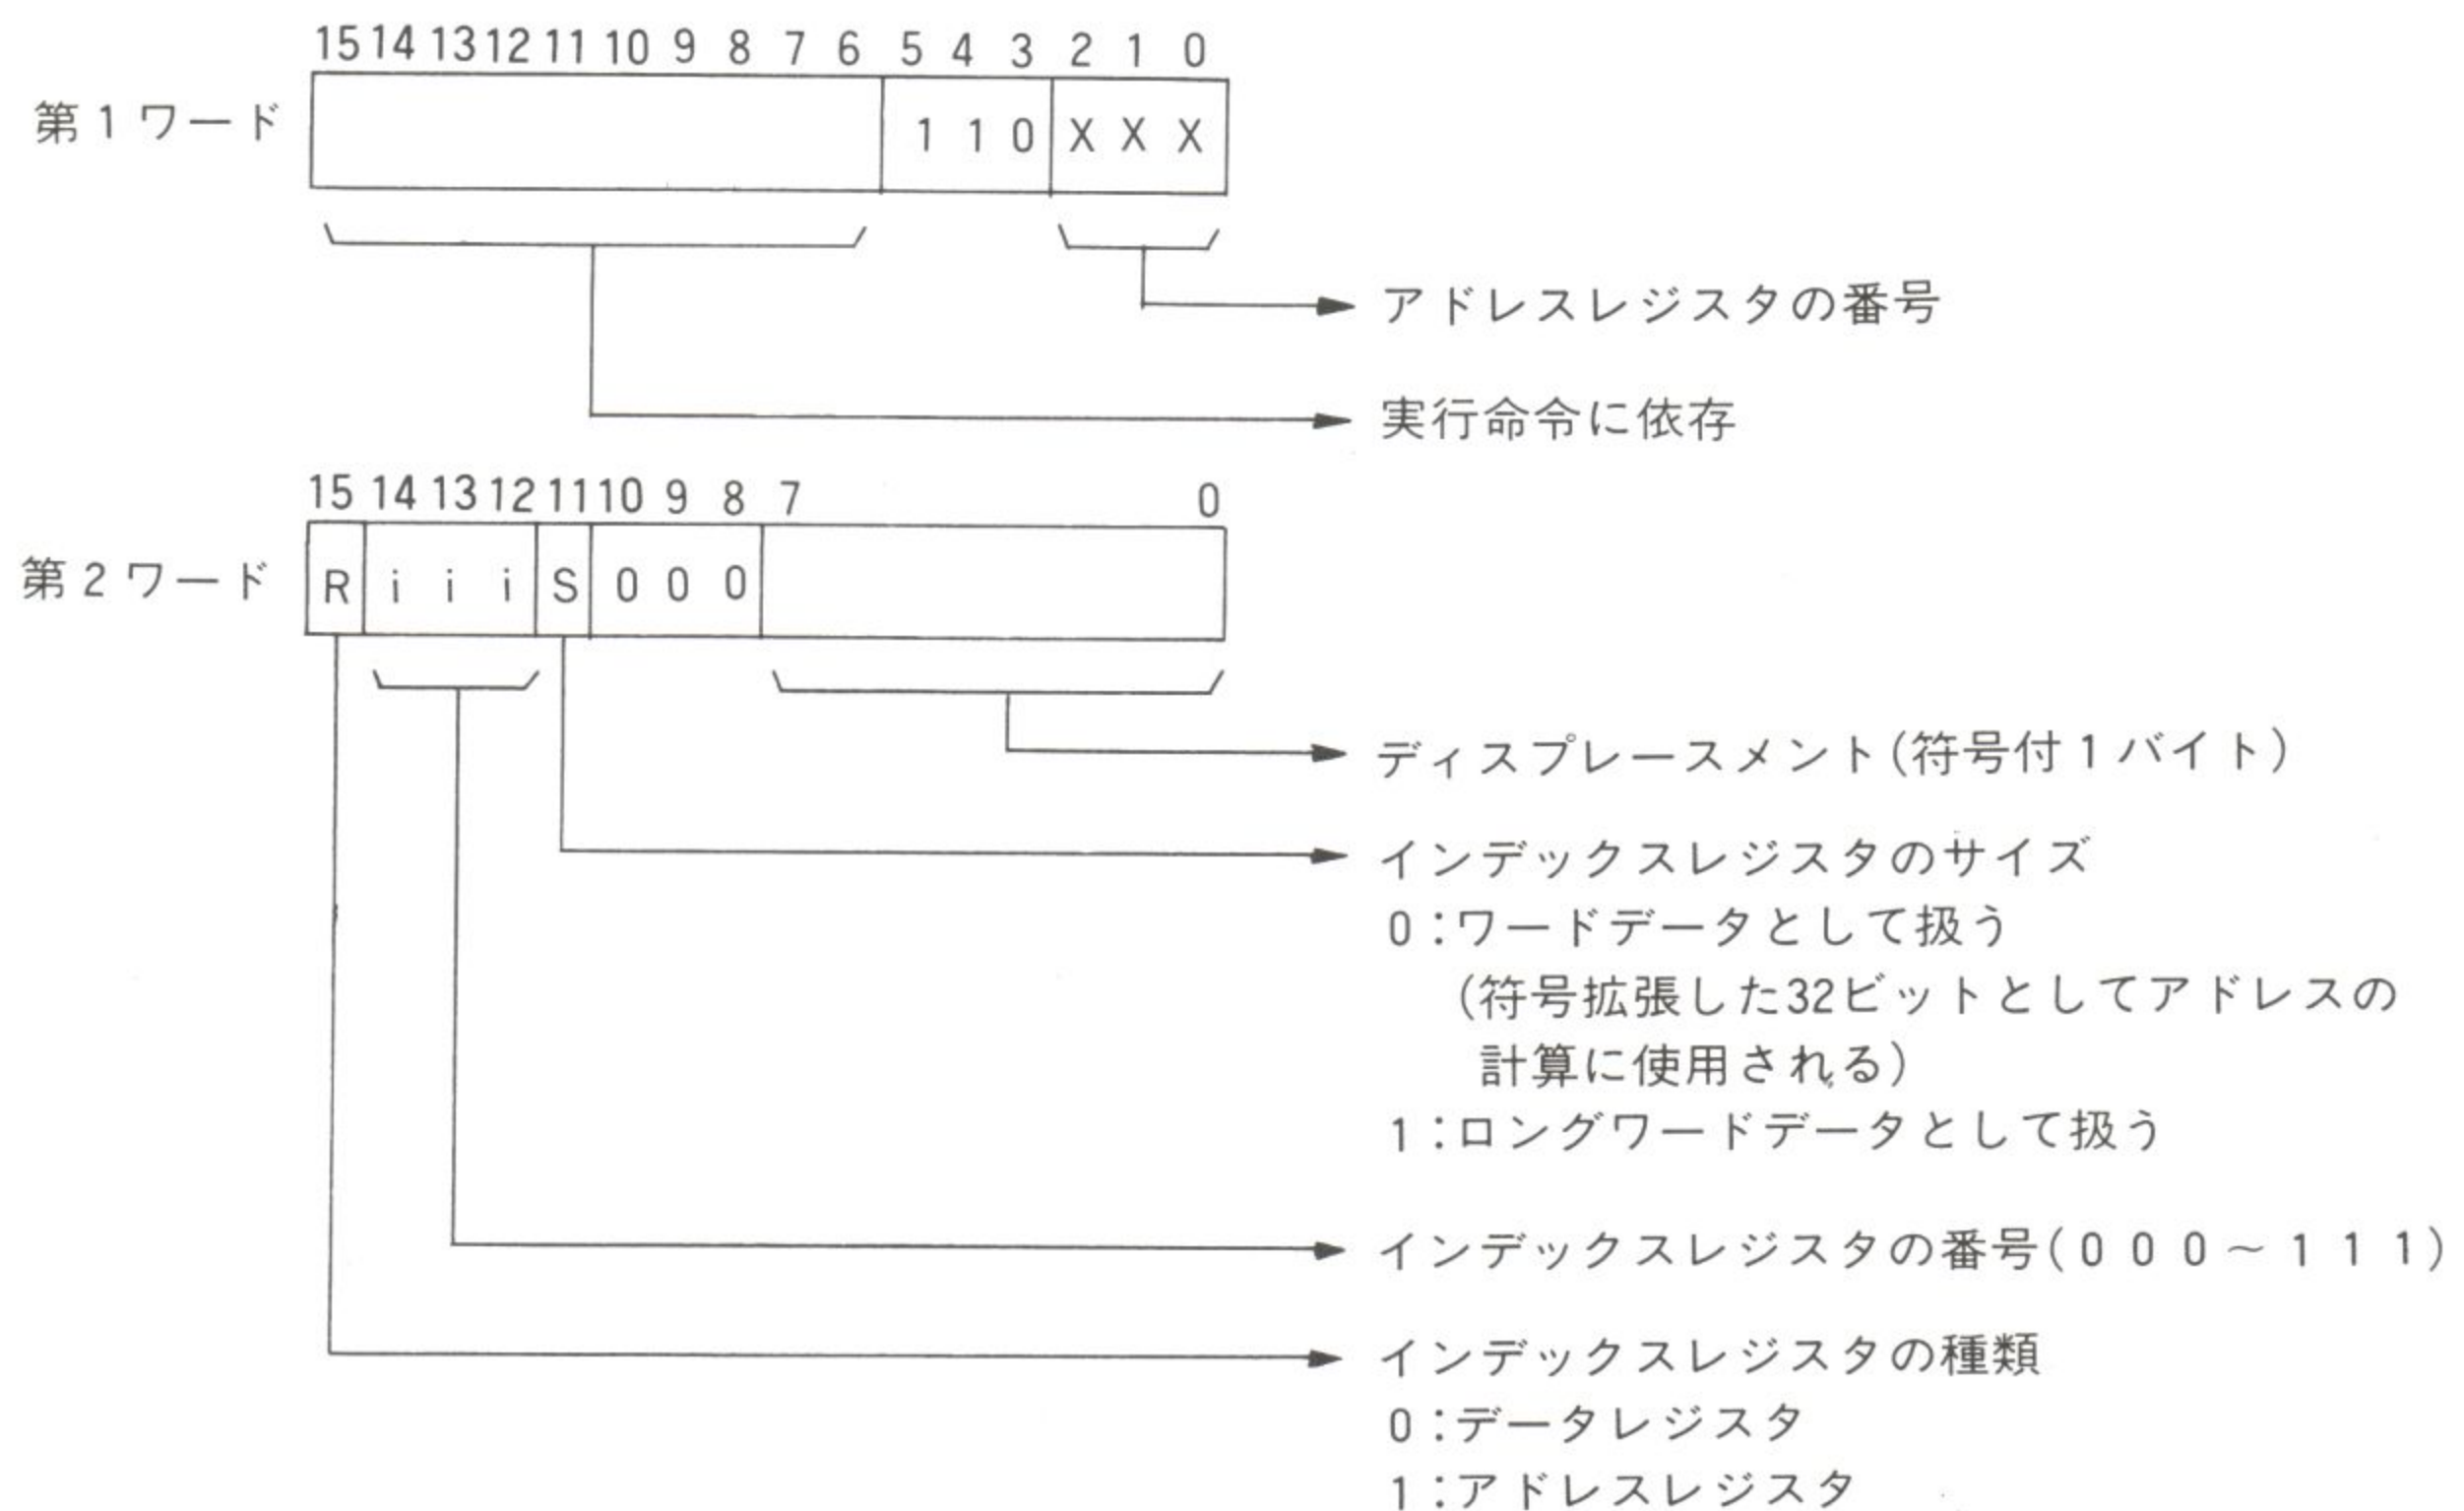 15 14 13 12 11 10 9 8 7 6 5 4 3 2 1 0
第1ワード 1 1 0 X X X
アドレスレジスタの番号
実行命令に依存
15 14 13 12 11 10 9 8 7 0
第2ワード R i i i S 0 0 0
ディスプレースメント(符号付1バイト)
インデックスレジスタのサイズ
0:ワードデータとして扱う
(符号拡張した32ビットとしてアドレスの
計算に使用される)
1:ロングワードデータとして扱う
インデックスレジスタの番号(0 0 0 ~ 1 1 1)
インデックスレジスタの種類
0:データレジスタ
1:アドレスレジスタ